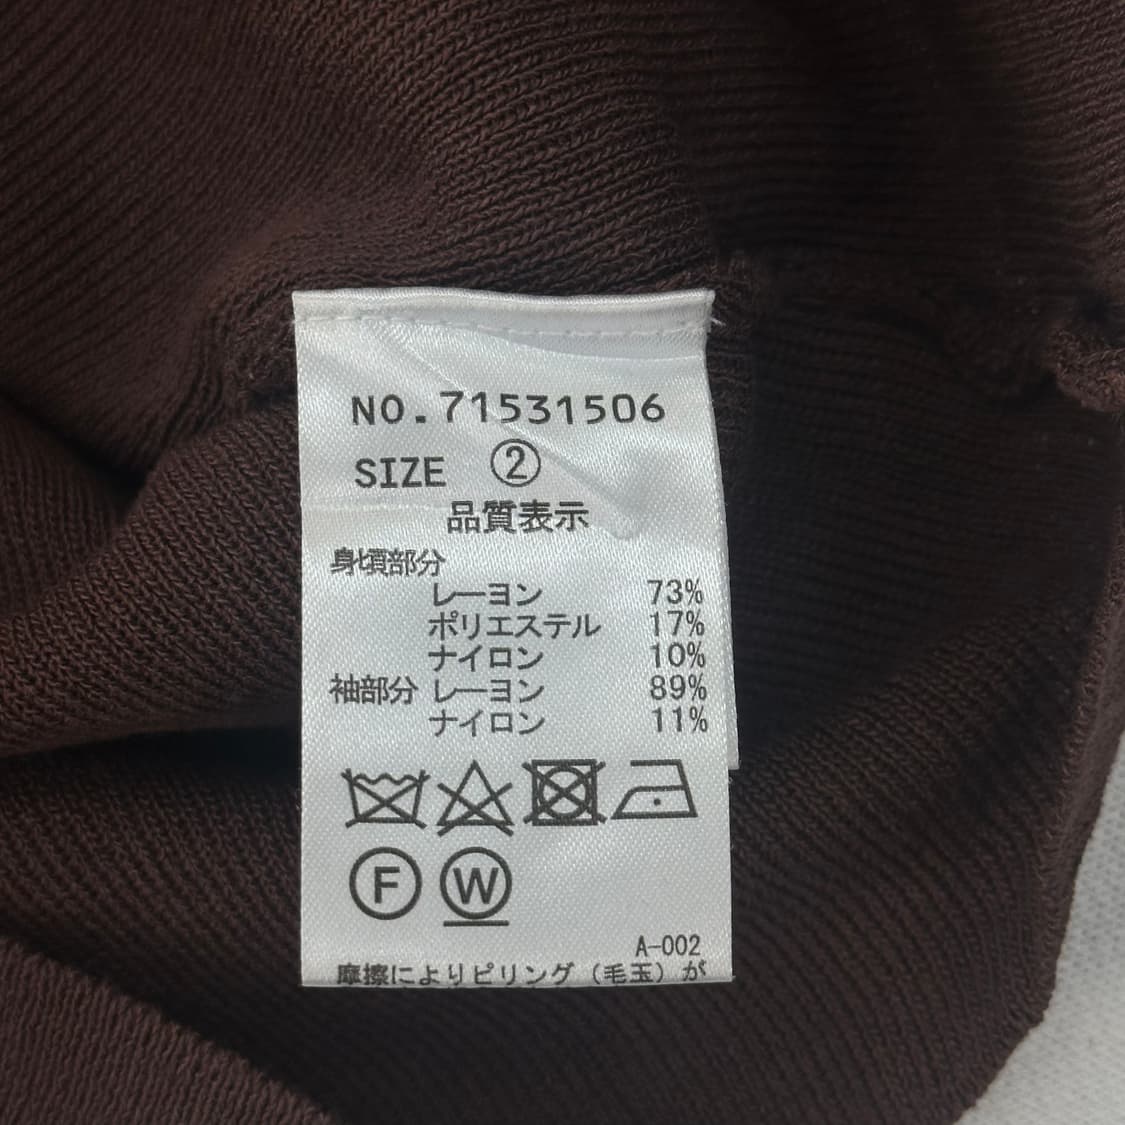 NO.71531506
SIZE ②
品質表示
身頃部分
レーヨン 73%
ポリエステル 17%
ナイロン 10%
袖部分 レーヨン 89%
ナイロン 11%
F W
A-002
摩擦によりピリング（毛玉）が